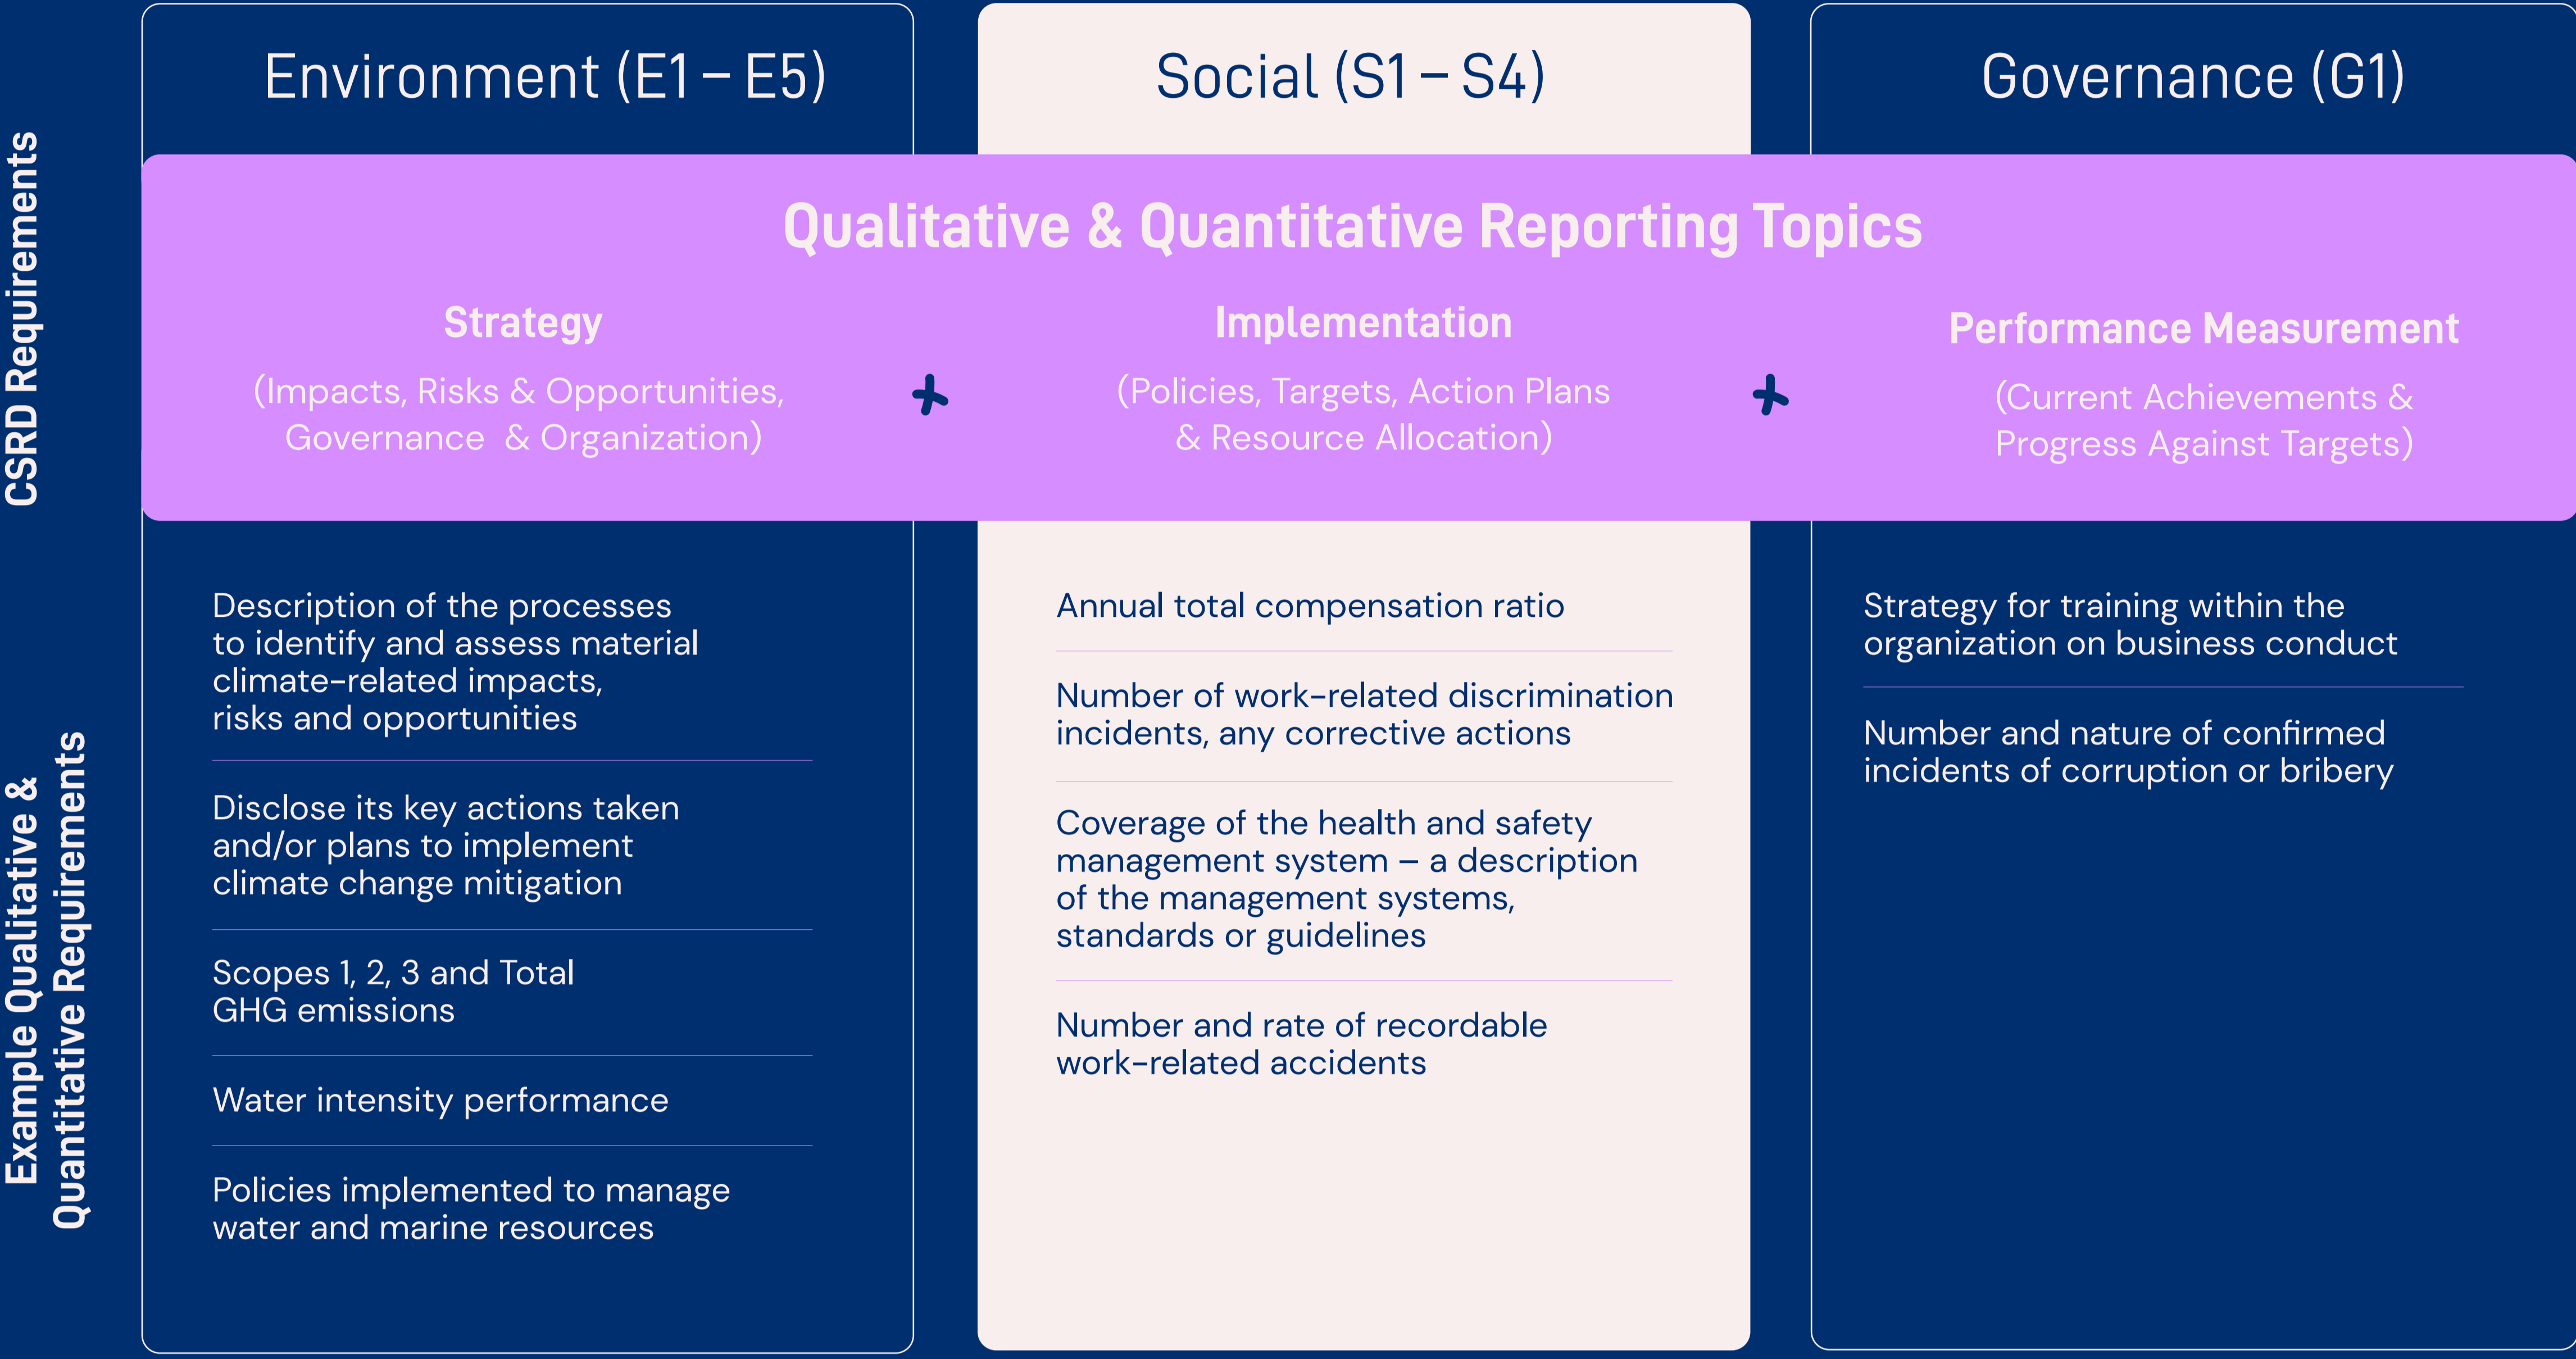 Environment (E1 – E5)
Social (S1 – S4)
Governance (G1)
CSRD Requirements
Qualitative & Quantitative Reporting Topics
Strategy
(Impacts, Risks & Opportunities,
Governance & Organization)
+
Implementation
(Policies, Targets, Action Plans
& Resource Allocation)
+
Performance Measurement
(Current Achievements &
Progress Against Targets)
Example Qualitative &
Quantitative Requirements
Description of the processes
to identify and assess material
climate-related impacts,
risks and opportunities
Disclose its key actions taken
and/or plans to implement
climate change mitigation
Scopes 1, 2, 3 and Total
GHG emissions
Water intensity performance
Policies implemented to manage
water and marine resources
Annual total compensation ratio
Number of work-related discrimination
incidents, any corrective actions
Coverage of the health and safety
management system – a description
of the management systems,
standards or guidelines
Number and rate of recordable
work-related accidents
Strategy for training within the
organization on business conduct
Number and nature of confirmed
incidents of corruption or bribery